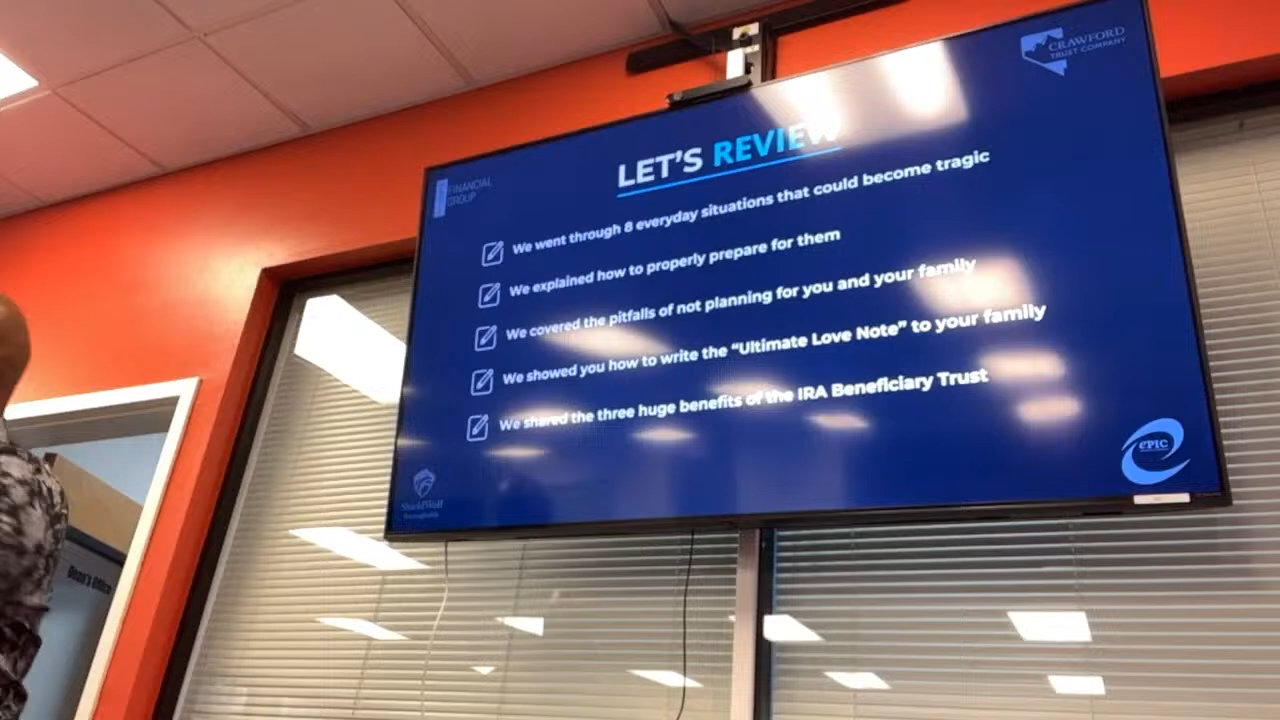 CRAWFORD
TRUST COMPANY
LET'S REVIEW
FINANCIAL
GROUP
We went through 8 everyday situations that could become tragic
We explained how to properly prepare for them
We covered the pitfalls of not planning for you and your family
We showed you how to write the “Ultimate Love Note” to your family
We shared the three huge benefits of the IRA Beneficiary Trust
ePIC
ShieldWolf
Dean's Office